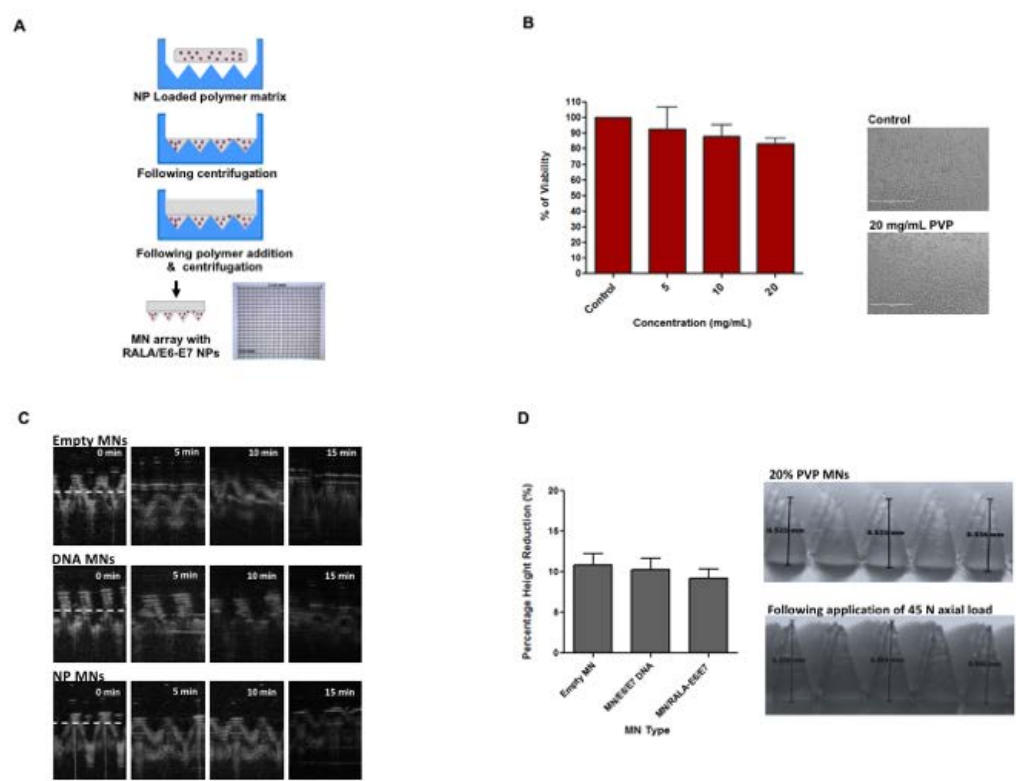 A
NP Loaded polymer matrix
Following centrifugation
Following polymer addition
& centrifugation
MN array with
RALA/E6-E7 NPs
B
110
100
90
80
70
60
50
40
30
20
10
0
% of Viability
Control
5
10
20
Concentration (mg/mL)
Control
20 mg/mL PVP
C
Empty MNs
0 min
5 min
10 min
15 min
DNA MNs
0 min
5 min
10 min
15 min
NP MNs
0 min
5 min
10 min
15 min
D
20
15
10
5
0
Percentage Height Reduction (%)
Empty MN
MN/E6/E7 DNA
MN/RALA-E6/E7
MN Type
20% PVP MNs
Following application of 45 N axial load